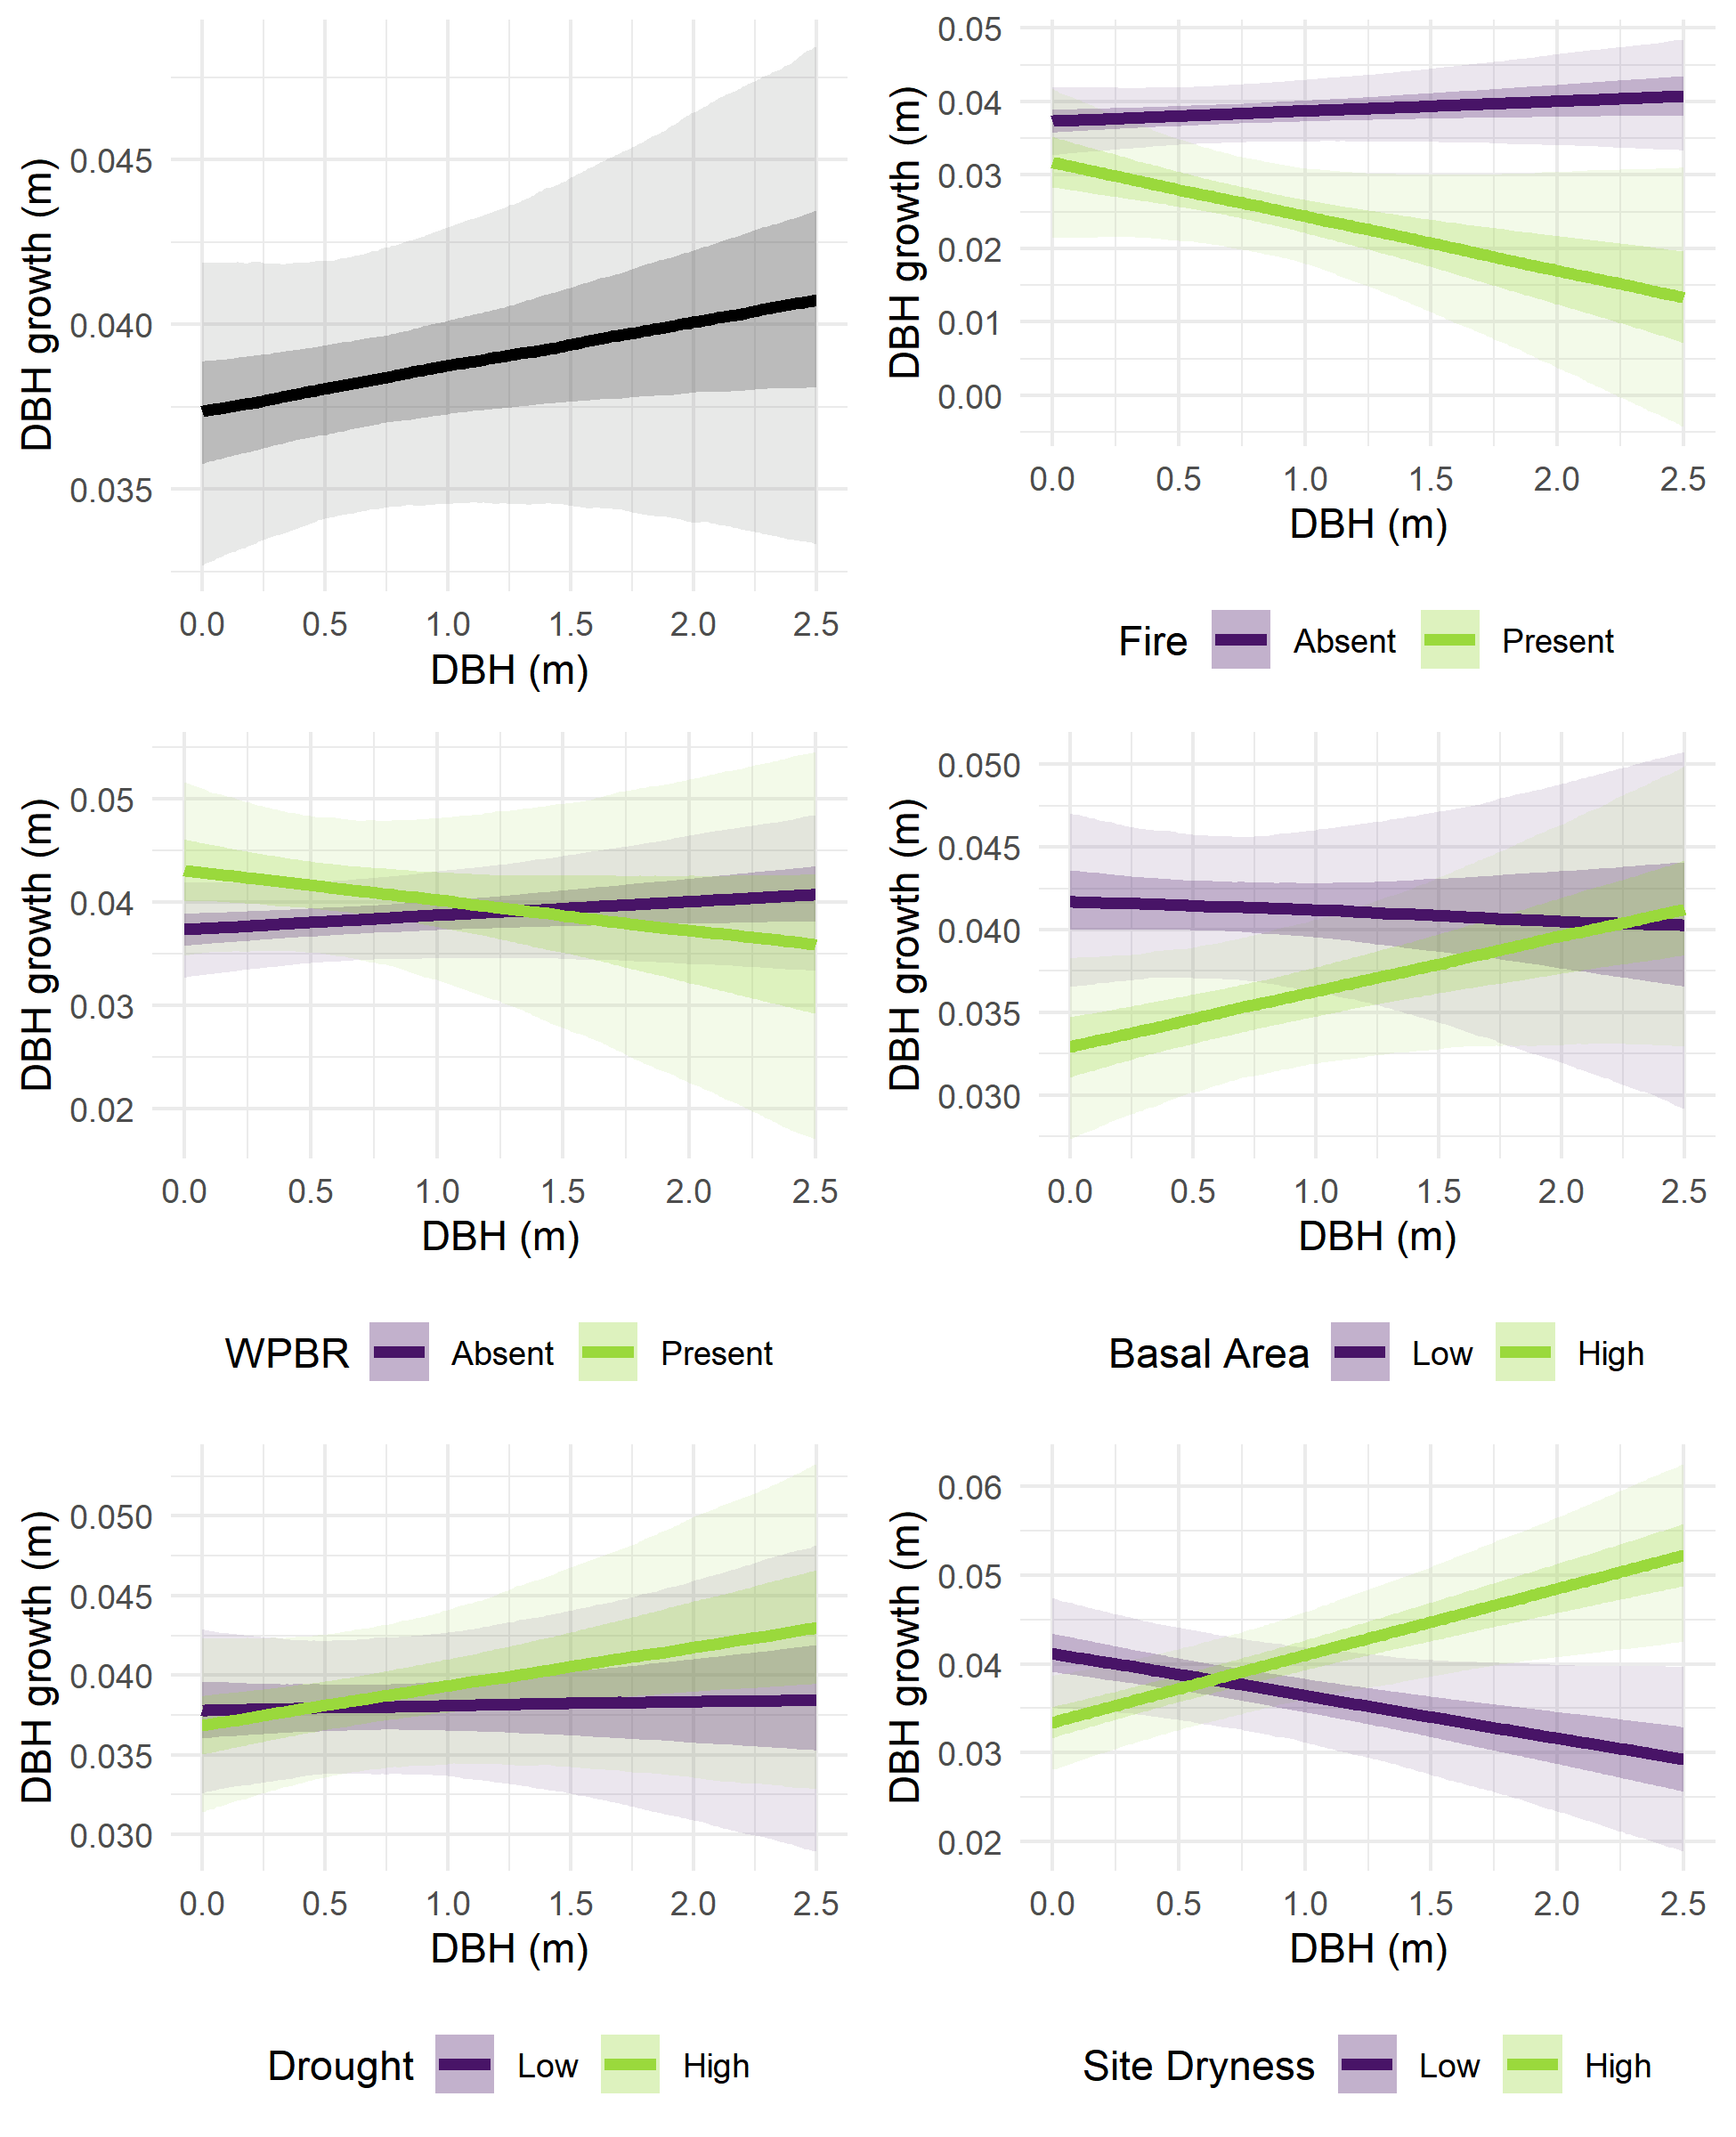 DBH growth (m)
0.045
0.040
0.035
0.0 0.5 1.0 1.5 2.0 2.5
DBH (m)
DBH growth (m)
0.05
0.04
0.03
0.02
0.01
0.00
0.0 0.5 1.0 1.5 2.0 2.5
DBH (m)
Fire Absent Present
DBH growth (m)
0.05
0.04
0.03
0.02
0.0 0.5 1.0 1.5 2.0 2.5
DBH (m)
WPBR Absent Present
DBH growth (m)
0.050
0.045
0.040
0.035
0.030
0.0 0.5 1.0 1.5 2.0 2.5
DBH (m)
Basal Area Low High
DBH growth (m)
0.050
0.045
0.040
0.035
0.030
0.0 0.5 1.0 1.5 2.0 2.5
DBH (m)
Drought Low High
DBH growth (m)
0.06
0.05
0.04
0.03
0.02
0.0 0.5 1.0 1.5 2.0 2.5
DBH (m)
Site Dryness Low High